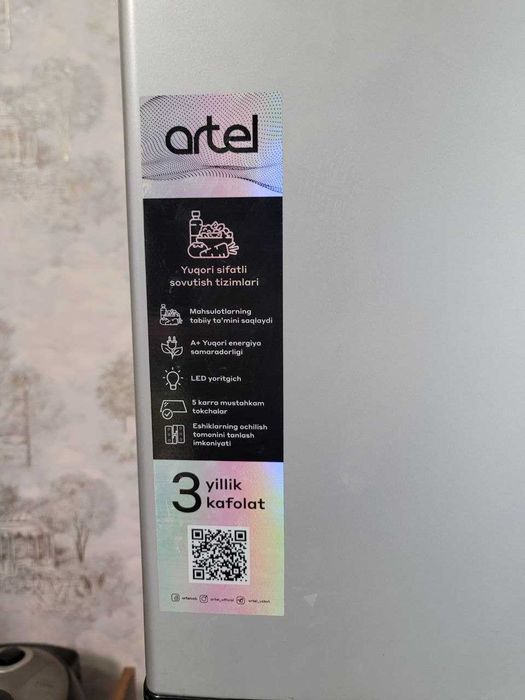 artel
Yuqori sifatli
sovutish tizimlari
Mahsulotlarning
tabiiy ta'mini saqlaydi
A+ Yuqori energiya
samaradorligi
LED yoritgich
5 karra mustahkam
tokchalar
Eshiklarning ochilish
tomonini tanlash
imkoniyati
3 yillik
kafolat
artel_official